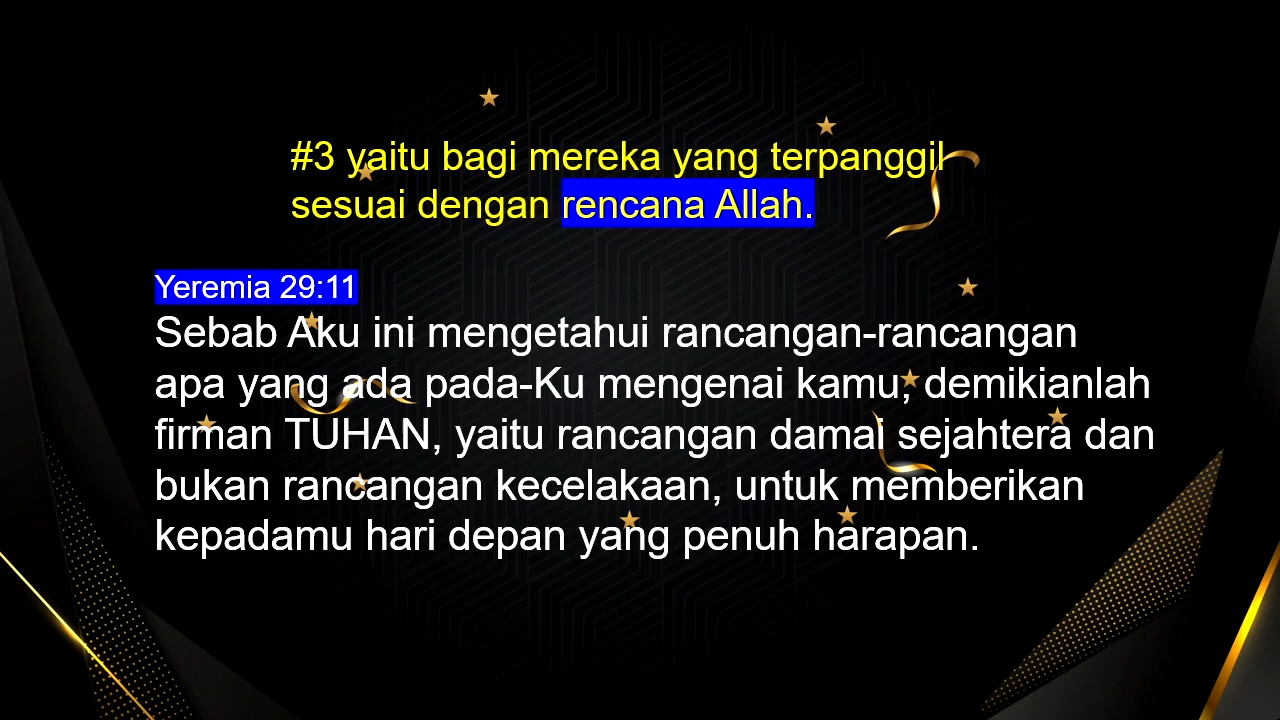 #3 yaitu bagi mereka yang terpanggil
sesuai dengan rencana Allah.
Yeremia 29:11
Sebab Aku ini mengetahui rancangan-rancangan
apa yang ada pada-Ku mengenai kamu, demikianlah
firman TUHAN, yaitu rancangan damai sejahtera dan
bukan rancangan kecelakaan, untuk memberikan
kepadamu hari depan yang penuh harapan.